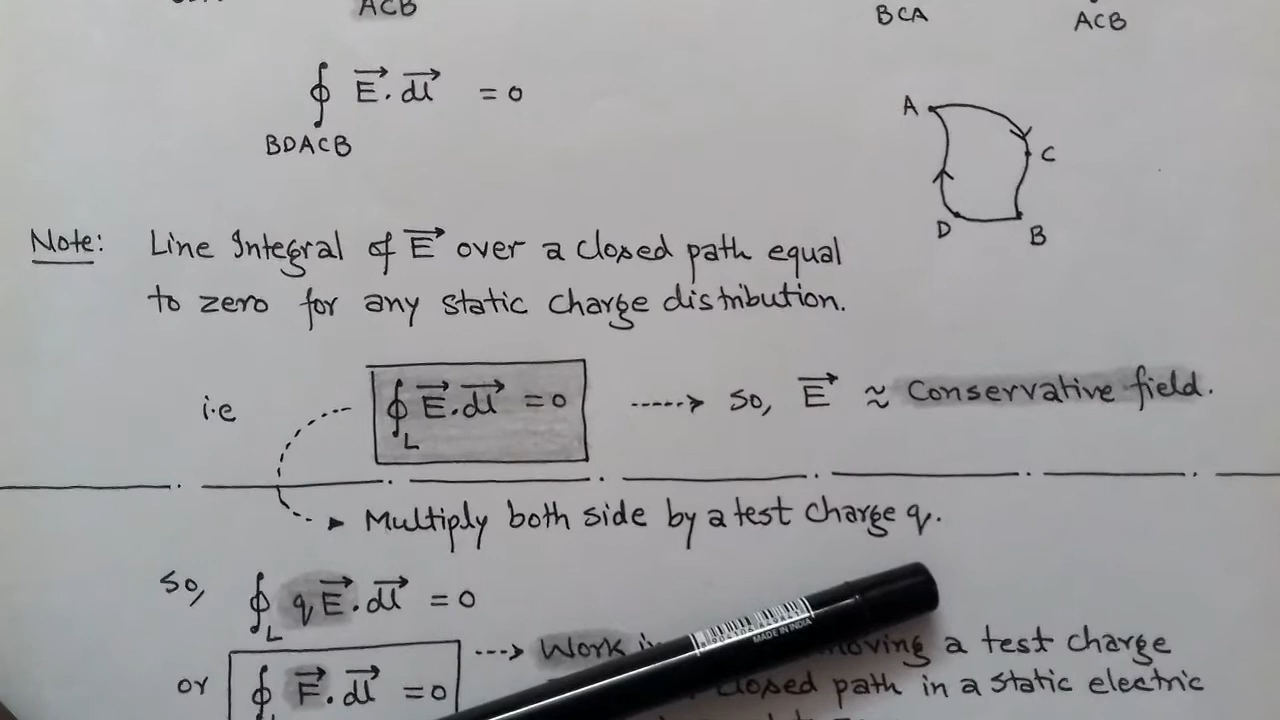 ACB
BCA
ACB
∮ E⃗ . dl⃗ = 0
BDACB
A
C
D
B
Note: Line Integral of E⃗ over a closed path equal
to zero for any static charge distribution.
i.e ∮L E⃗ . dl⃗ = 0 -----> so, E⃗ ≈ Conservative field.
Multiply both side by a test charge q.
so, ∮L qE⃗ . dl⃗ = 0
or ∮L F⃗ . dl⃗ = 0 ---> Work moving a test charge
closed path in a static electric
MADE IN INDIA